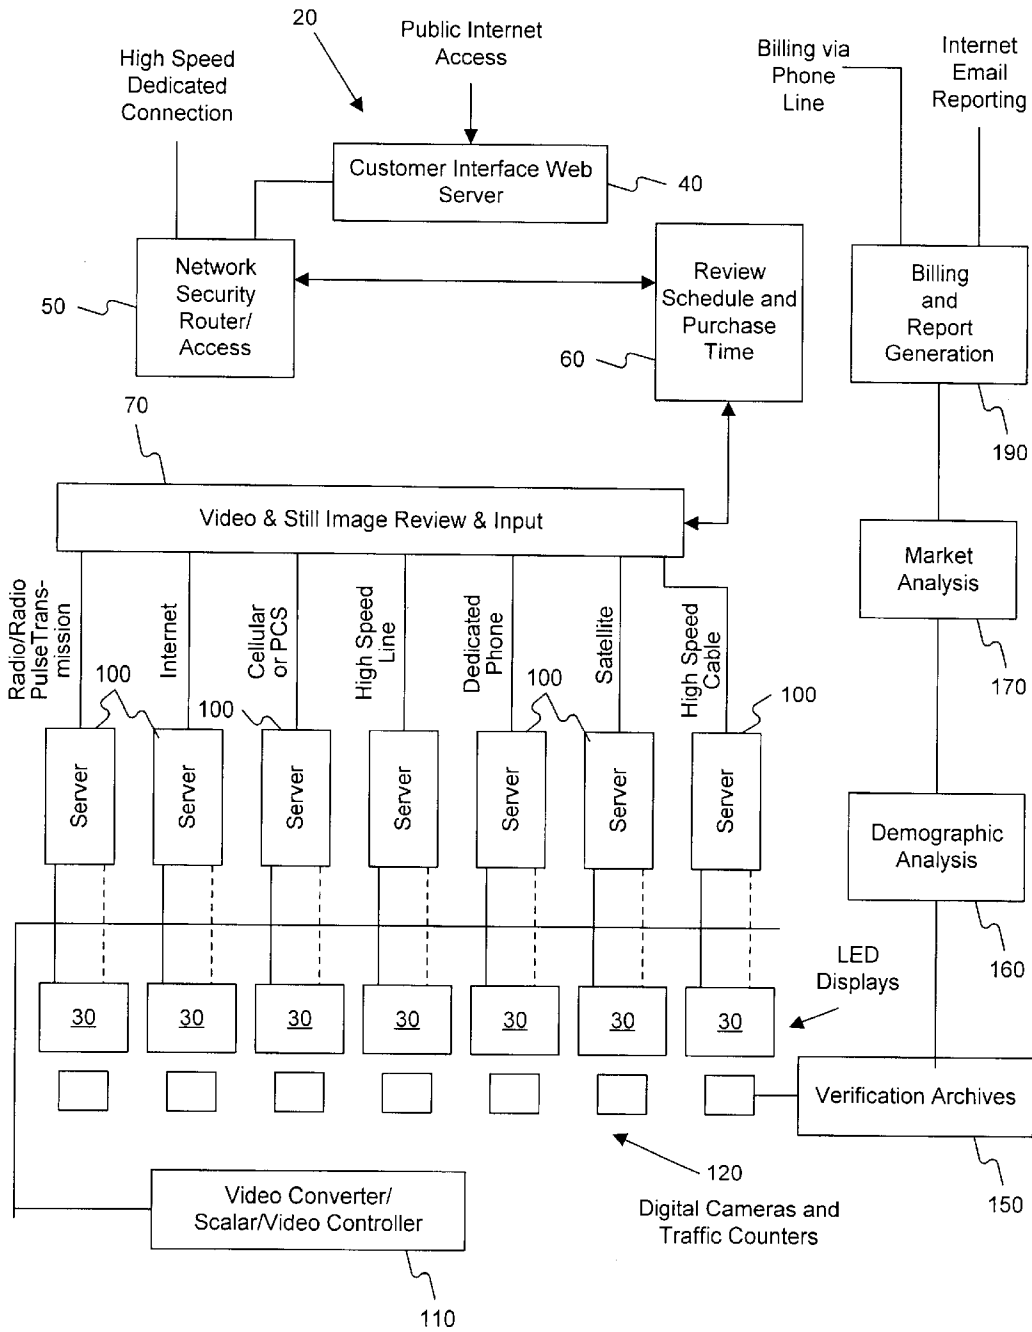 20
Public Internet
Access
High Speed
Dedicated
Connection
Billing via
Phone
Line
Internet
Email
Reporting
Customer Interface Web
Server
40
Network
Security
Router/
Access
50
Review
Schedule and
Purchase
Time
60
Billing
and
Report
Generation
190
70
Video & Still Image Review & Input
Market
Analysis
170
Radio/Radio
PulseTrans-
mission
Internet
Cellular
or PCS
High Speed
Line
Dedicated
Phone
Satellite
High Speed
Cable
100
100
100
100
Server
Server
Server
Server
Server
Server
Server
Demographic
Analysis
160
LED
Displays
30
30
30
30
30
30
30
Verification Archives
150
120
Digital Cameras and
Traffic Counters
Video Converter/
Scalar/Video Controller
110